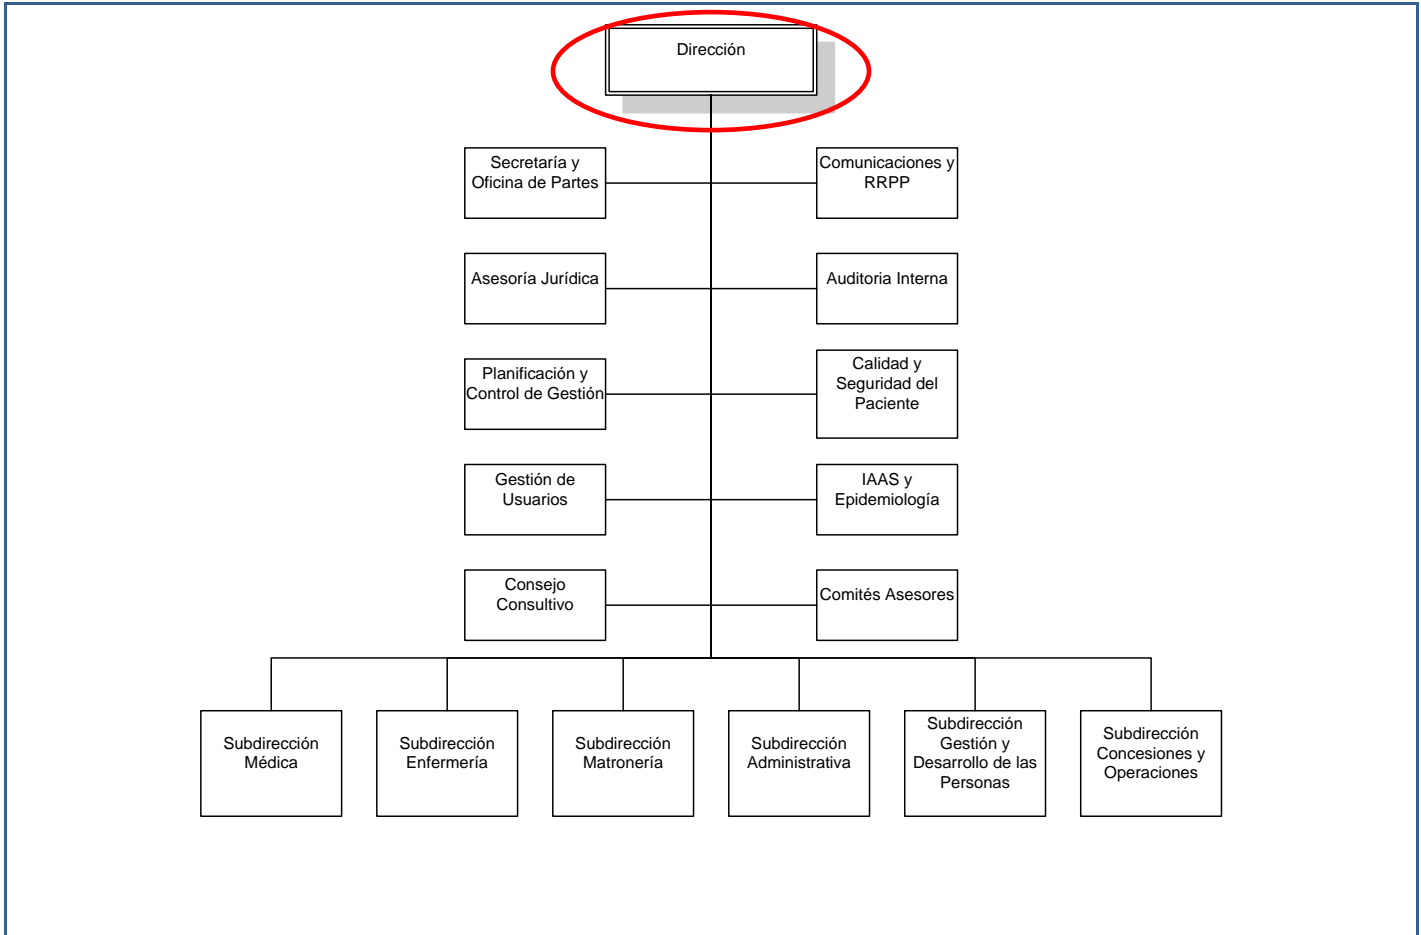 Dirección
Secretaría y
Oficina de Partes
Comunicaciones y
RRPP
Asesoría Jurídica
Auditoria Interna
Planificación y
Control de Gestión
Calidad y
Seguridad del
Paciente
Gestión de
Usuarios
IAAS y
Epidemiología
Consejo
Consultivo
Comités Asesores
Subdirección
Médica
Subdirección
Enfermería
Subdirección
Matronería
Subdirección
Administrativa
Subdirección
Gestión y
Desarrollo de las
Personas
Subdirección
Concesiones y
Operaciones